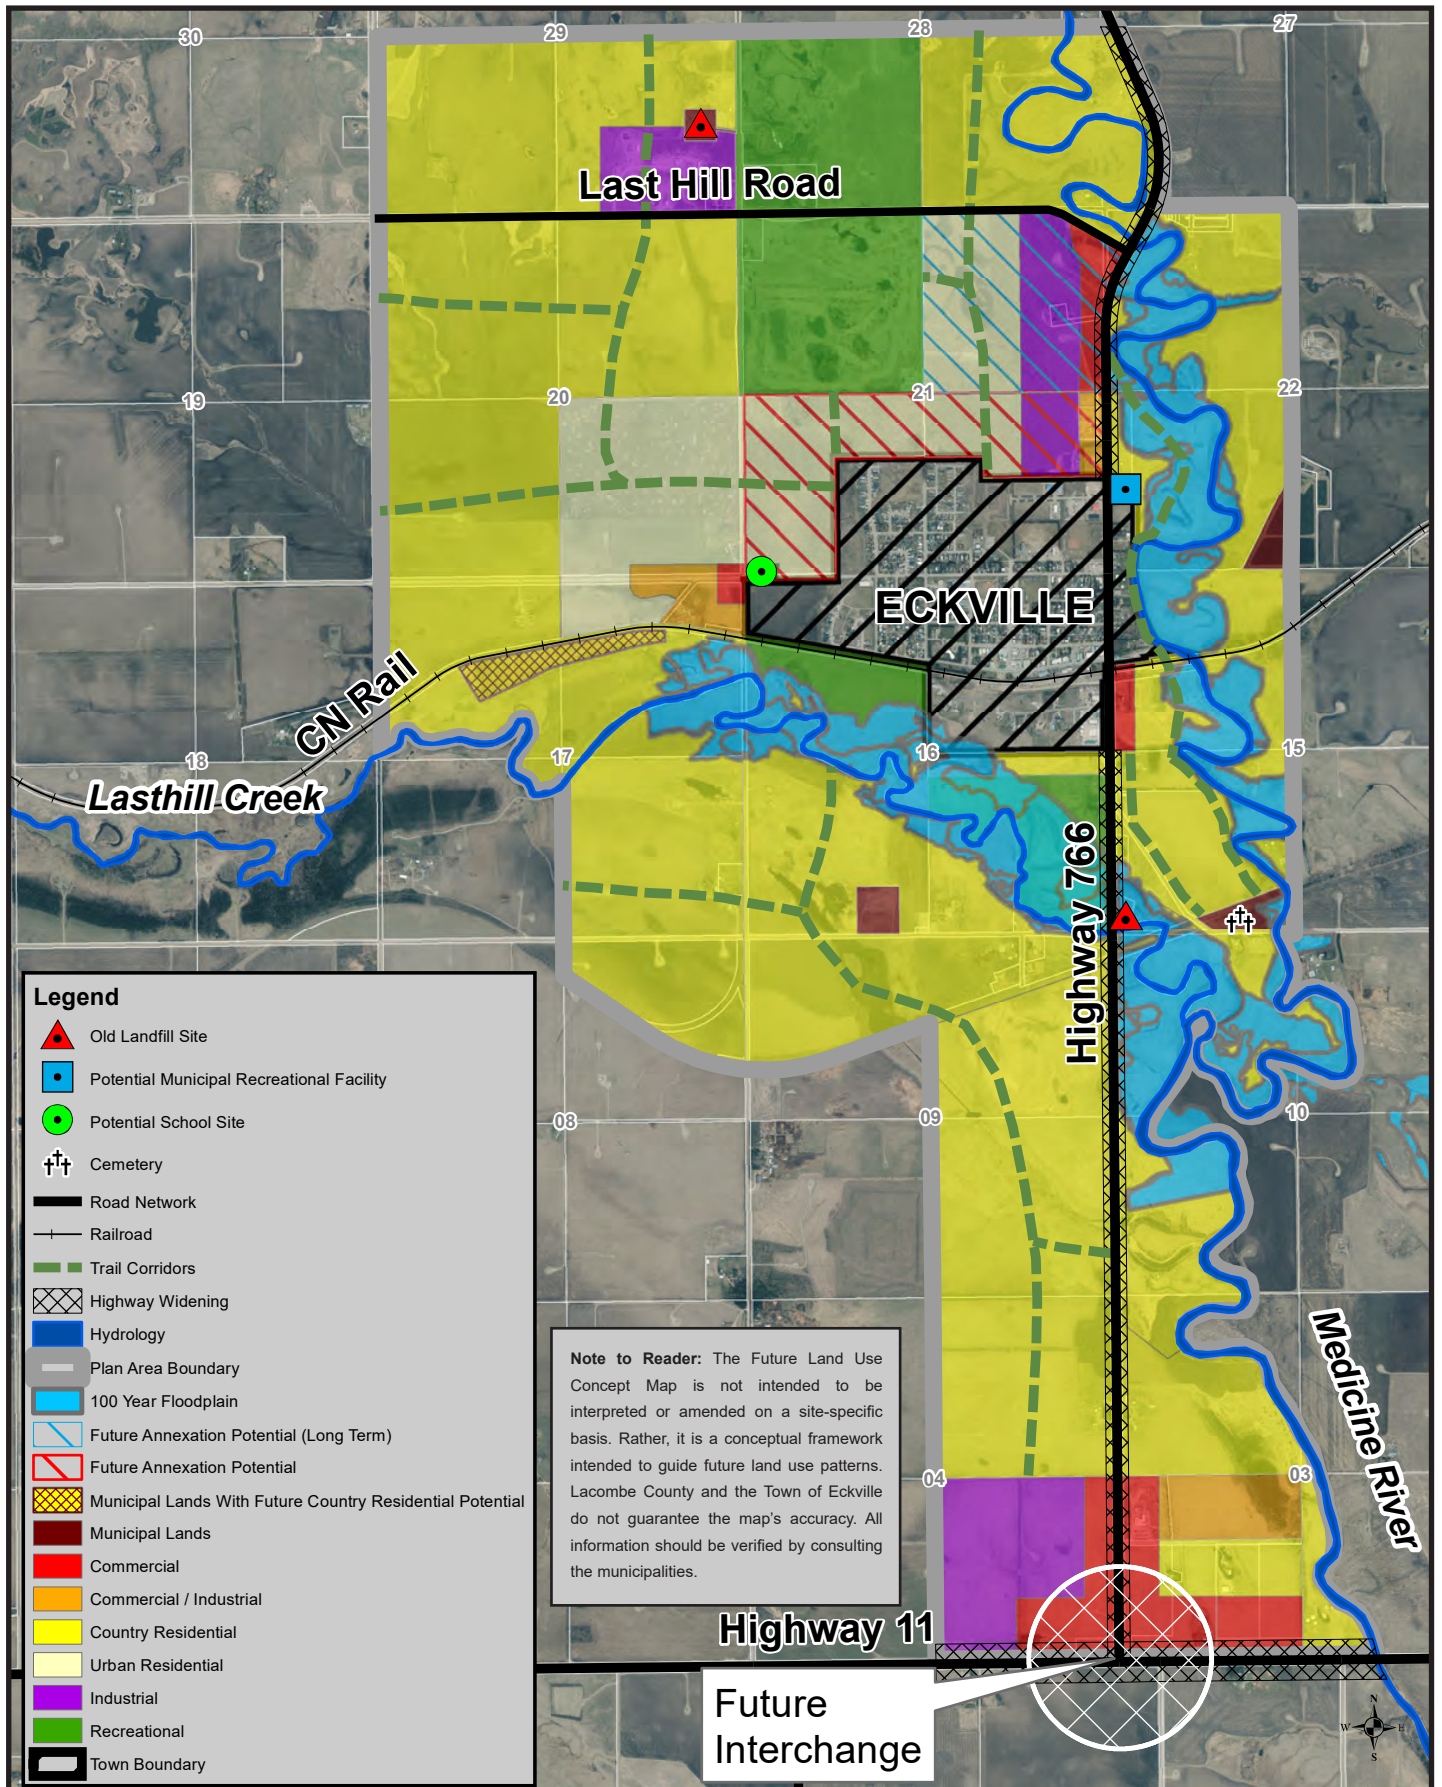 30
29
28
27
Last Hill Road
19
20
21
22
ECKVILLE
CN Rail
18
17
16
15
Lasthill Creek
Highway 766
08
09
10
04
03
Medicine River
Highway 11
Future
Interchange
N
W
E
S
Legend
Old Landfill Site
Potential Municipal Recreational Facility
Potential School Site
Cemetery
Road Network
Railroad
Trail Corridors
Highway Widening
Hydrology
Plan Area Boundary
100 Year Floodplain
Future Annexation Potential (Long Term)
Future Annexation Potential
Municipal Lands With Future Country Residential Potential
Municipal Lands
Commercial
Commercial / Industrial
Country Residential
Urban Residential
Industrial
Recreational
Town Boundary
Note to Reader: The Future Land Use
Concept Map is not intended to be
interpreted or amended on a site-specific
basis. Rather, it is a conceptual framework
intended to guide future land use patterns.
Lacombe County and the Town of Eckville
do not guarantee the map's accuracy. All
information should be verified by consulting
the municipalities.